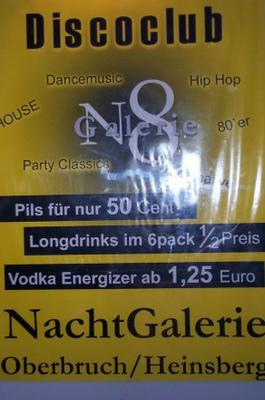 Discoclub
Dancemusic
Hip Hop
HOUSE
N8
Galerie
80`er
Party Classics
Pils für nur 50 Cent
Longdrinks im 6pack 1/2 Preis
Vodka Energizer ab 1,25 Euro
NachtGalerie
Oberbruch/Heinsberg